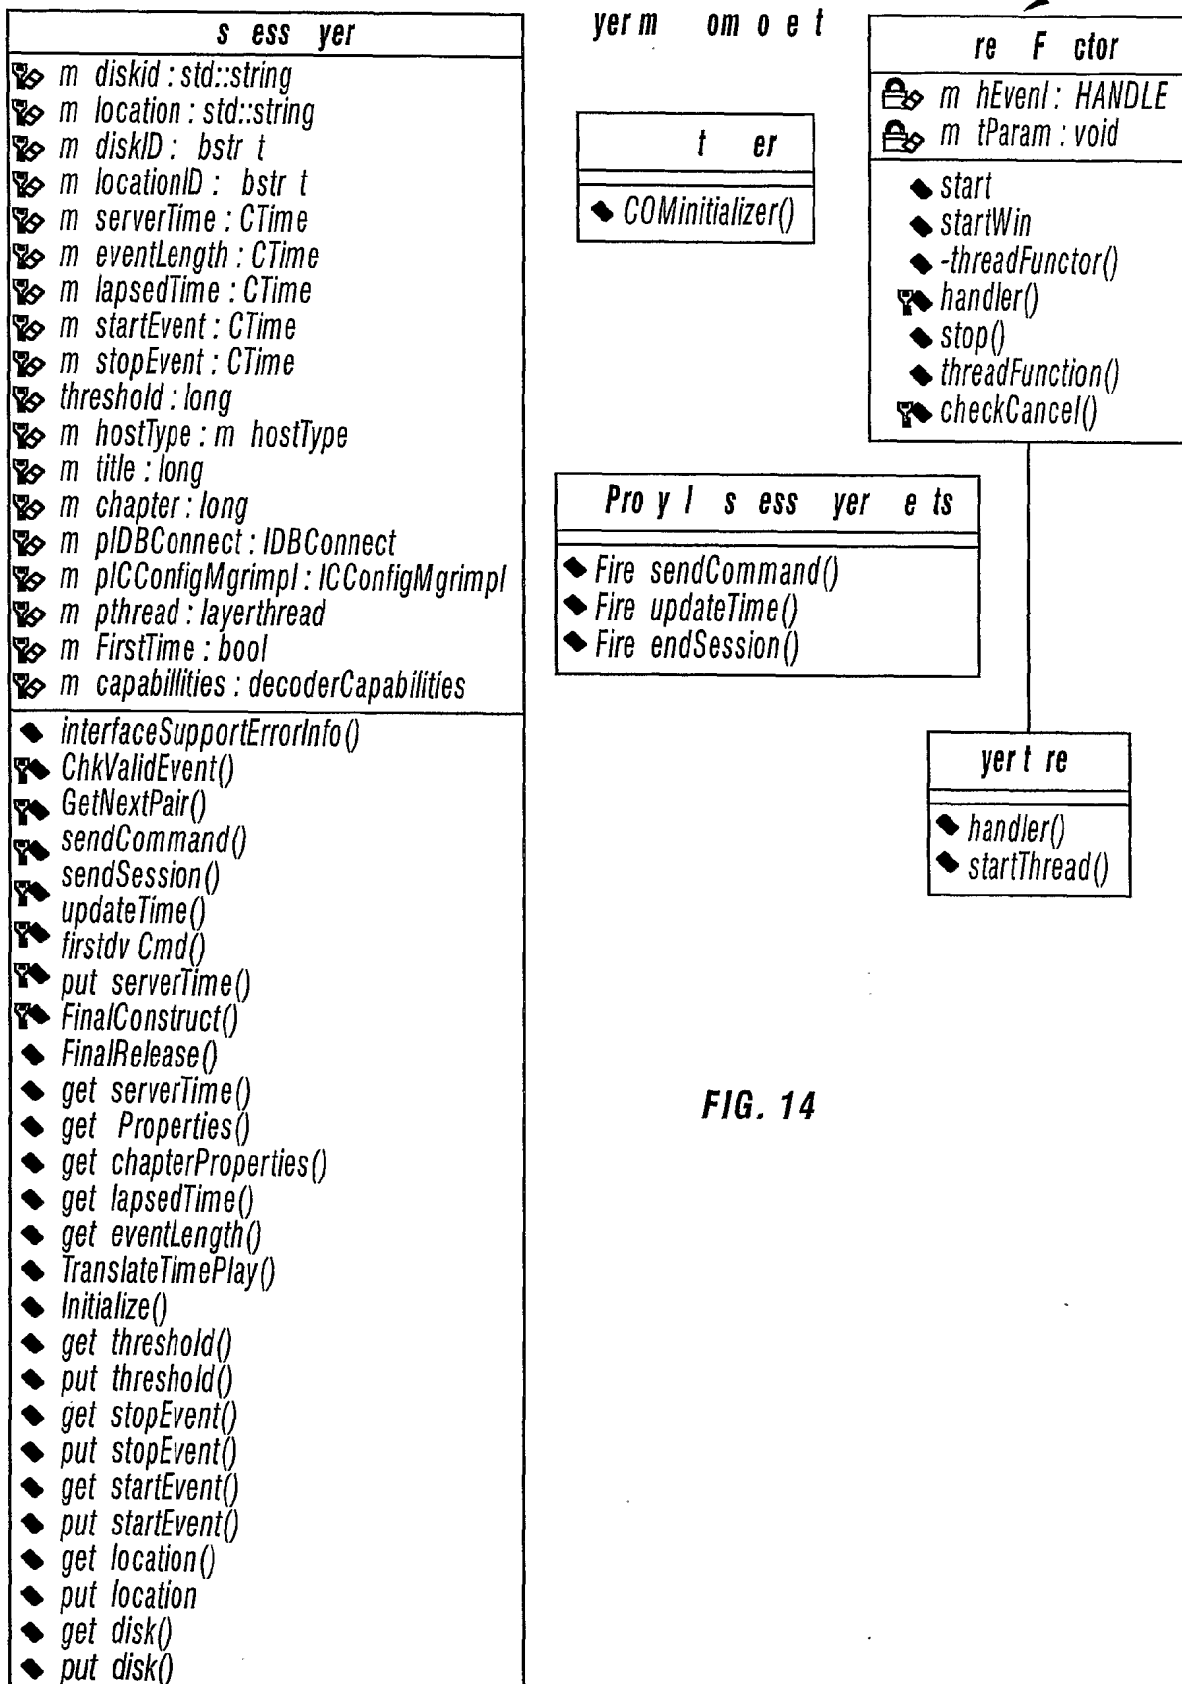 s ess yer
m diskid : std::string
m location : std::string
m diskID : bstr t
m locationID : bstr t
m serverTime : CTime
m eventLength : CTime
m lapsedTime : CTime
m startEvent : CTime
m stopEvent : CTime
threshold : long
m hostType : m hostType
m title : long
m chapter : long
m pIDBConnect : IDBConnect
m pICConfigMgrimpl : ICConfigMgrimpl
m pthread : layerthread
m FirstTime : bool
m capabillities : decoderCapabilities
interfaceSupportErrorInfo()
ChkValidEvent()
GetNextPair()
sendCommand()
sendSession()
updateTime()
firstdv Cmd()
put serverTime()
FinalConstruct()
FinalRelease()
get serverTime()
get Properties()
get chapterProperties()
get lapsedTime()
get eventLength()
TranslateTimePlay()
Initialize()
get threshold()
put threshold()
get stopEvent()
put stopEvent()
get startEvent()
put startEvent()
get location()
put location
get disk()
put disk()
yer m om o e t
t er
COMinitializer()
re F ctor
m hEvenl : HANDLE
m tParam : void
start
startWin
-threadFunctor()
handler()
stop()
threadFunction()
checkCancel()
Pro y I s ess yer e ts
Fire sendCommand()
Fire updateTime()
Fire endSession()
yer t re
handler()
startThread()
FIG. 14